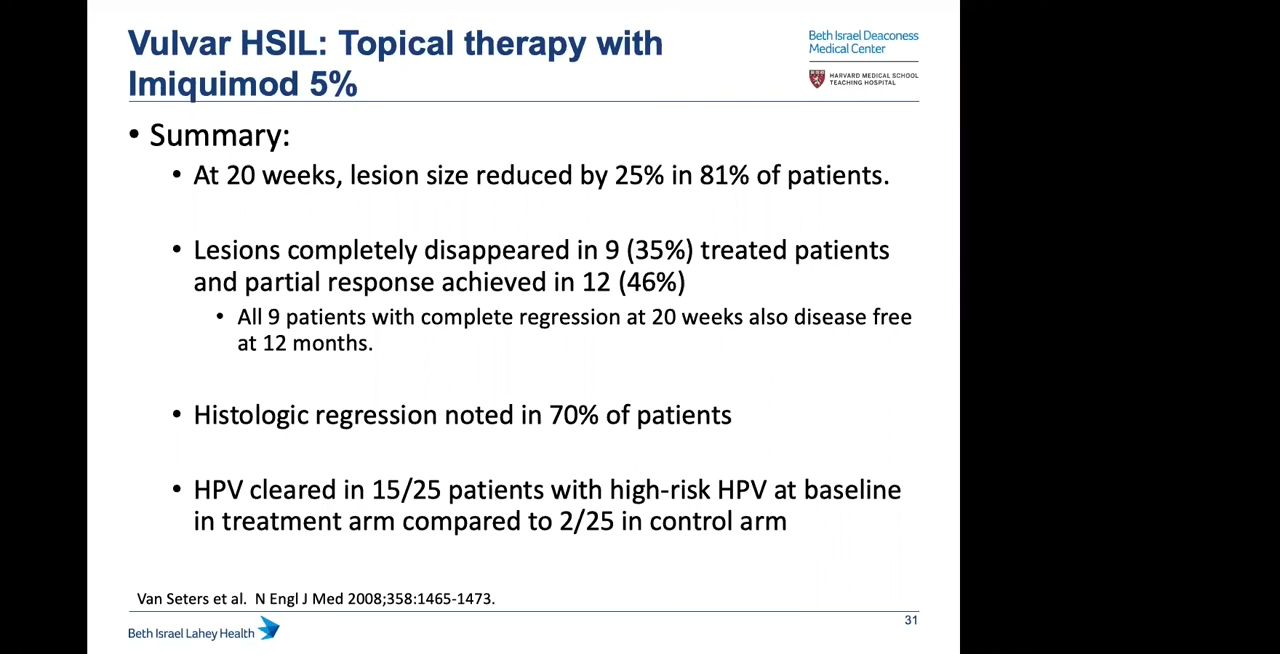 Vulvar HSIL: Topical therapy with
Imiquimod 5%
Beth Israel Deaconess
Medical Center
HARVARD MEDICAL SCHOOL
TEACHING HOSPITAL
• Summary:
• At 20 weeks, lesion size reduced by 25% in 81% of patients.
• Lesions completely disappeared in 9 (35%) treated patients
and partial response achieved in 12 (46%)
• All 9 patients with complete regression at 20 weeks also disease free
at 12 months.
• Histologic regression noted in 70% of patients
• HPV cleared in 15/25 patients with high-risk HPV at baseline
in treatment arm compared to 2/25 in control arm
Van Seters et al. N Engl J Med 2008;358:1465-1473.
Beth Israel Lahey Health
31